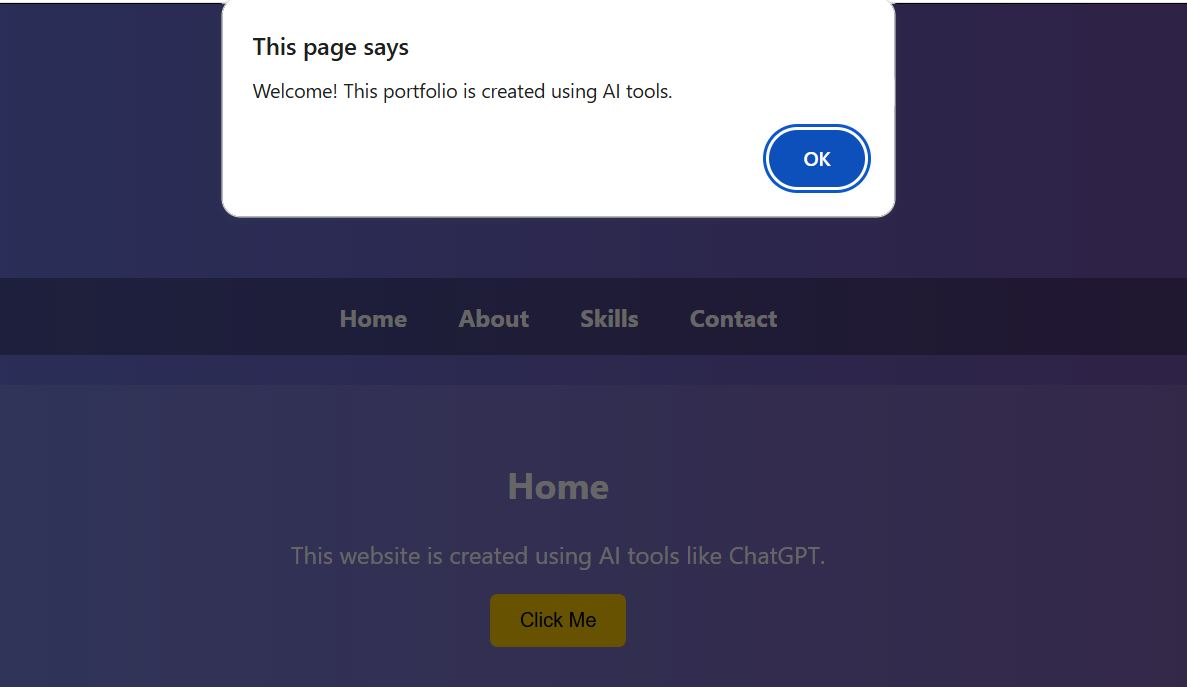 This page says
Welcome! This portfolio is created using AI tools.
OK
Home About Skills Contact
Home
This website is created using AI tools like ChatGPT.
Click Me